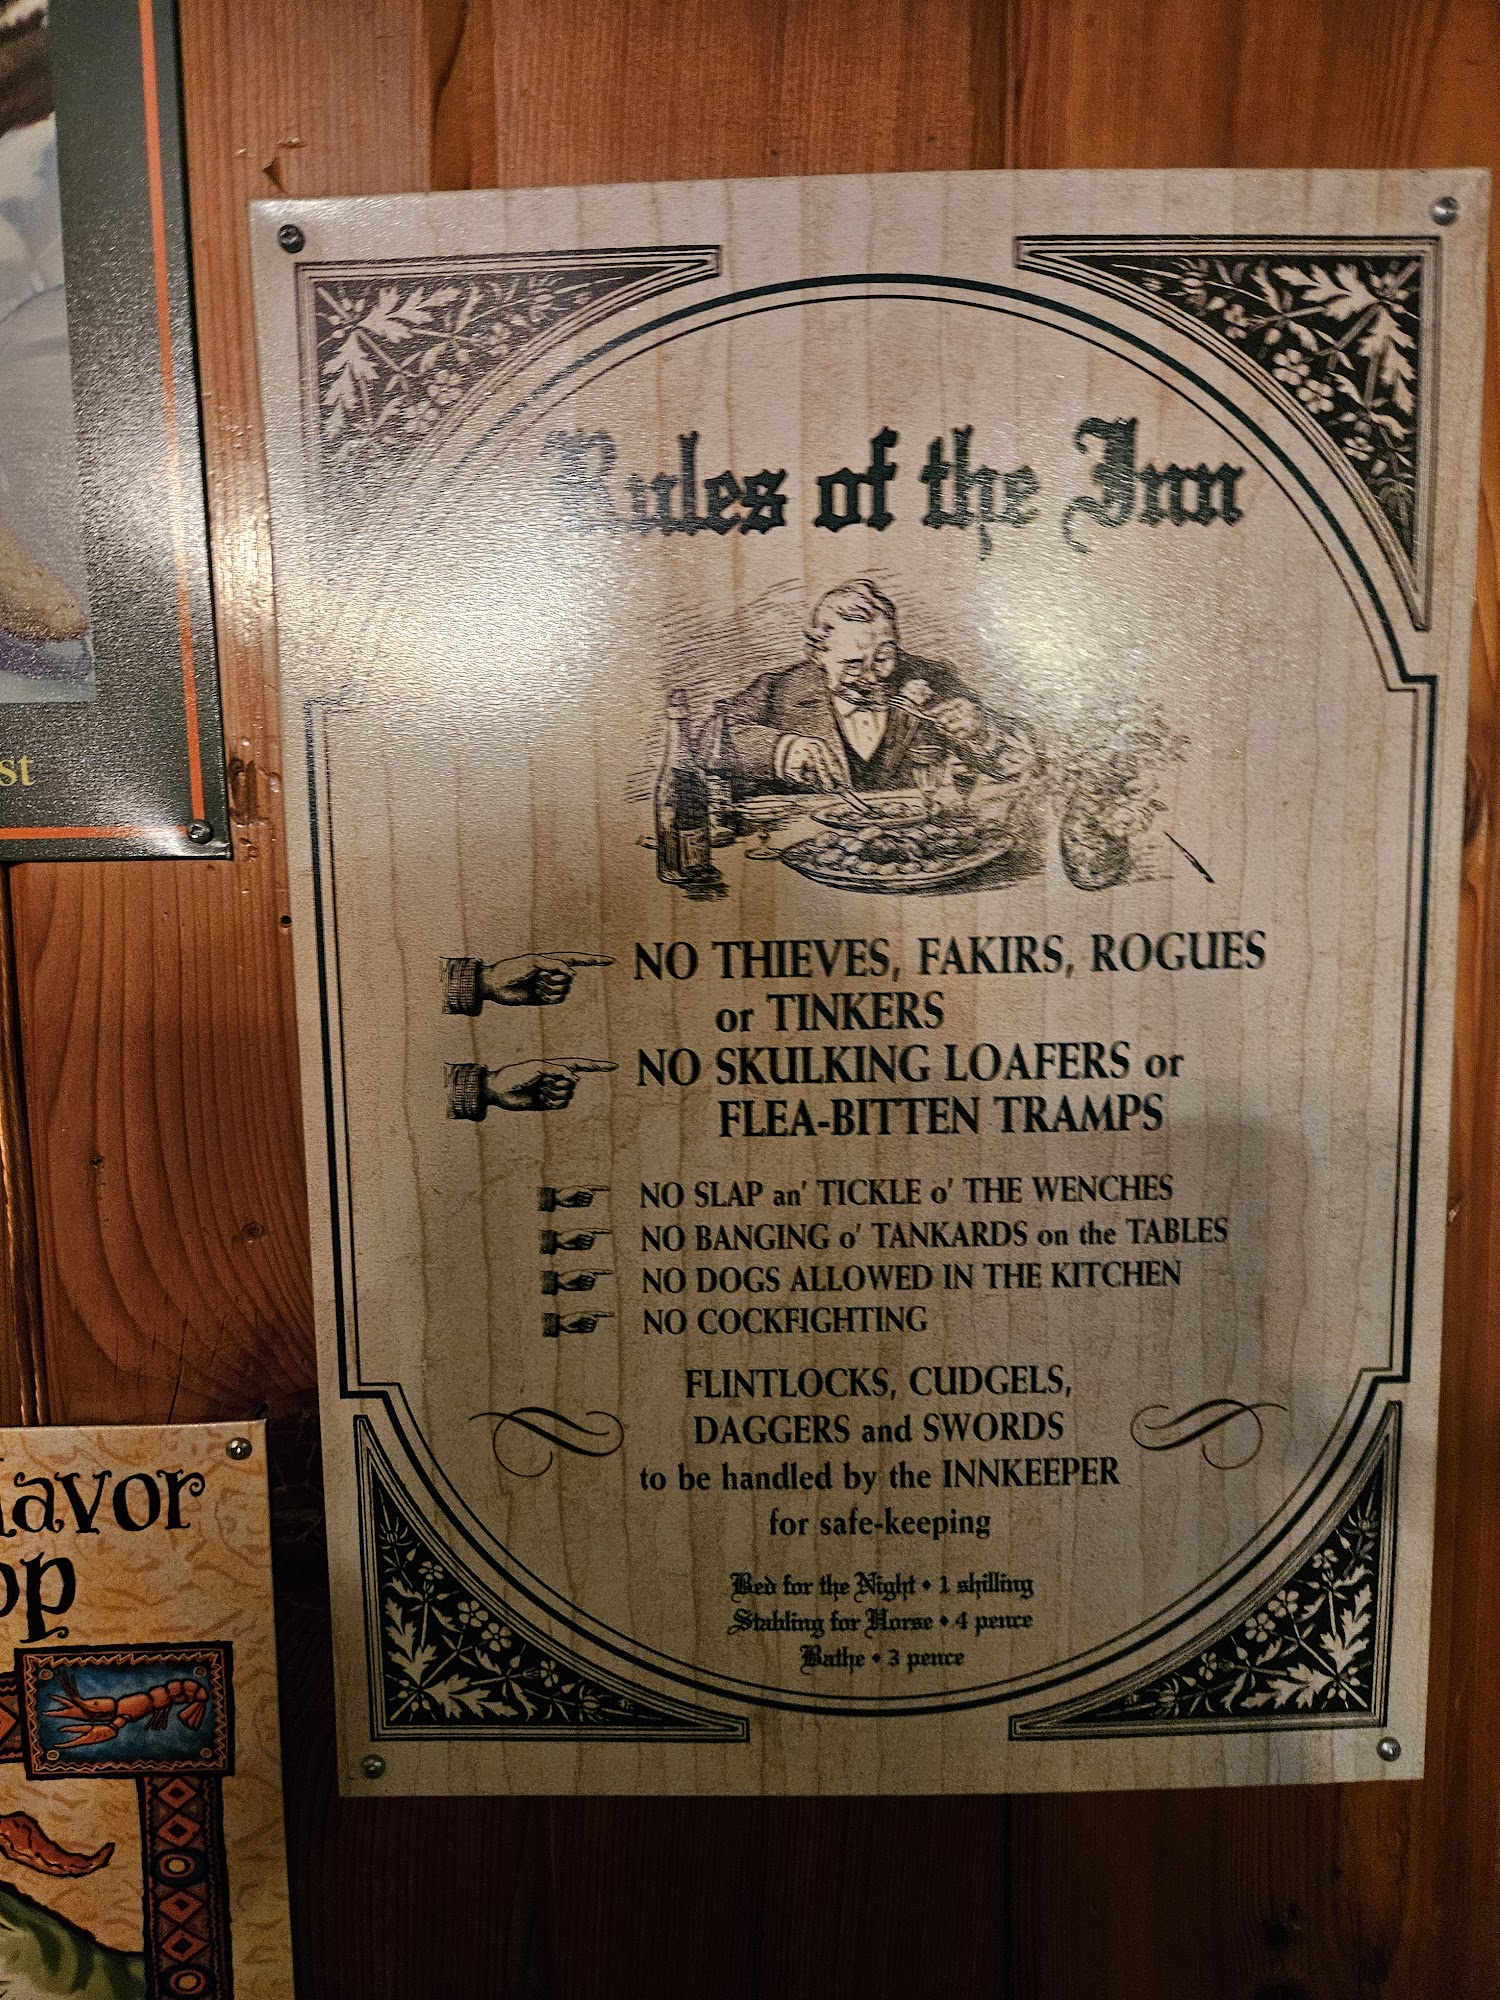 Rules of the Inn
NO THIEVES, FAKIRS, ROGUES
or TINKERS
NO SKULKING LOAFERS or
FLEA-BITTEN TRAMPS
NO SLAP an' TICKLE o' THE WENCHES
NO BANGING o' TANKARDS on the TABLES
NO DOGS ALLOWED IN THE KITCHEN
NO COCKFIGHTING
FLINTLOCKS, CUDGELS,
DAGGERS and SWORDS
to be handled by the INNKEEPER
for safe-keeping
Bed for the Night • 1 shilling
Stabling for Horse • 4 pence
Bathe • 3 pence